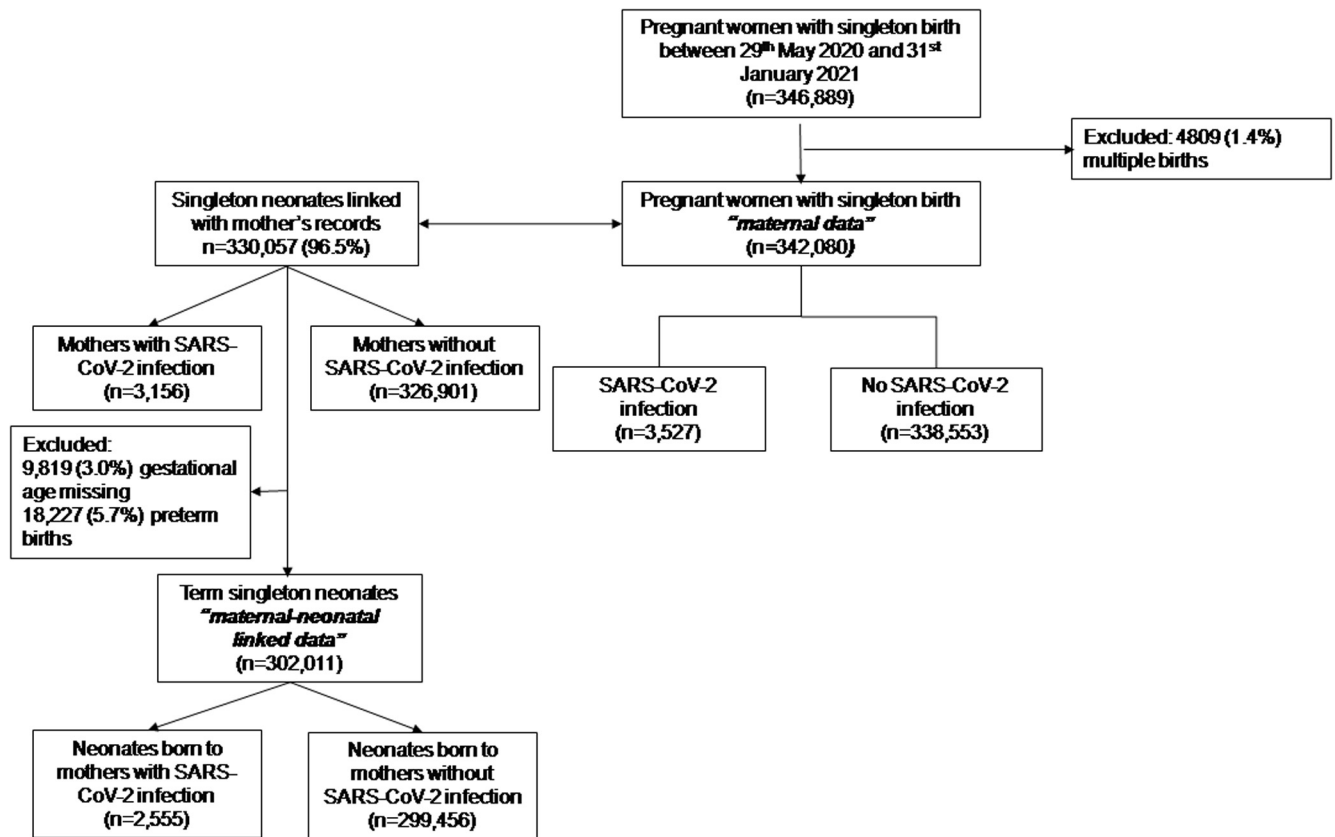 Pregnant women with singleton birth
between 29th May 2020 and 31st
January 2021
(n=346,889)
Excluded: 4809 (1.4%)
multiple births
Singleton neonates linked
with mother's records
n=330,057 (96.5%)
Pregnant women with singleton birth
"maternal data"
(n=342,080)
Mothers with SARS-
CoV-2 infection
(n=3,156)
Mothers without
SARS-CoV-2 infection
(n=326,901)
SARS-CoV-2
infection
(n=3,527)
No SARS-CoV-2
infection
(n=338,553)
Excluded:
9,819 (3.0%) gestational
age missing
18,227 (5.7%) preterm
births
Term singleton neonates
"maternal-neonatal
linked data"
(n=302,011)
Neonates born to
mothers with SARS-
CoV-2 infection
(n=2,555)
Neonates born to
mothers without
SARS-CoV-2 infection
(n=299,456)